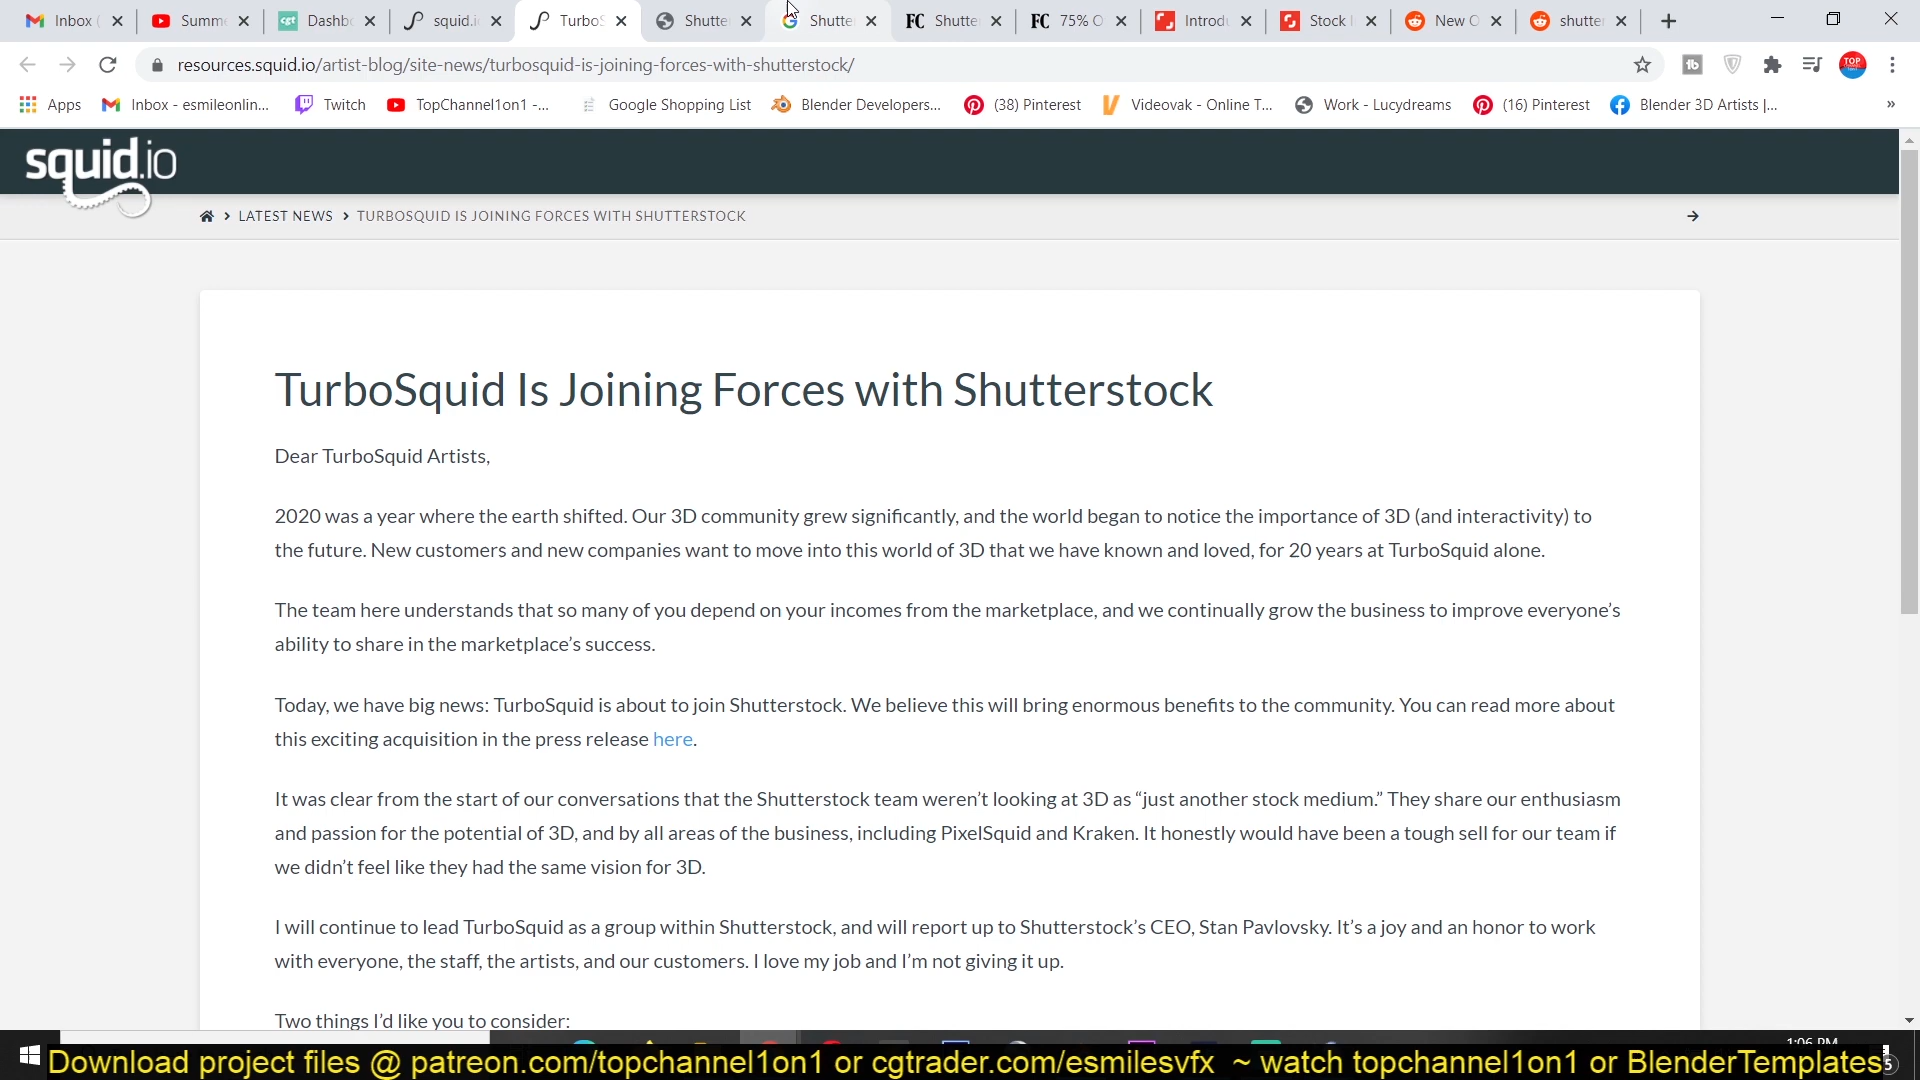 Inbox (
Summ
Dashb
squid.i
TurboS
Shutte
Shutte
Shutte
75% O
Introdu
Stock I
New O
shutter
resources.squid.io/artist-blog/site-news/turbosquid-is-joining-forces-with-shutterstock/
Apps
Inbox - esmileonlin...
Twitch
TopChannel1on1 -...
Google Shopping List
Blender Developers...
(38) Pinterest
Videovak - Online T...
Work - Lucydreams
(16) Pinterest
Blender 3D Artists |...
squid.io
LATEST NEWS > TURBOSQUID IS JOINING FORCES WITH SHUTTERSTOCK
TurboSquid Is Joining Forces with Shutterstock
Dear TurboSquid Artists,
2020 was a year where the earth shifted. Our 3D community grew significantly, and the world began to notice the importance of 3D (and interactivity) to
the future. New customers and new companies want to move into this world of 3D that we have known and loved, for 20 years at TurboSquid alone.
The team here understands that so many of you depend on your incomes from the marketplace, and we continually grow the business to improve everyone’s
ability to share in the marketplace’s success.
Today, we have big news: TurboSquid is about to join Shutterstock. We believe this will bring enormous benefits to the community. You can read more about
this exciting acquisition in the press release here.
It was clear from the start of our conversations that the Shutterstock team weren’t looking at 3D as “just another stock medium.” They share our enthusiasm
and passion for the potential of 3D, and by all areas of the business, including PixelSquid and Kraken. It honestly would have been a tough sell for our team if
we didn’t feel like they had the same vision for 3D.
I will continue to lead TurboSquid as a group within Shutterstock, and will report up to Shutterstock’s CEO, Stan Pavlovsky. It’s a joy and an honor to work
with everyone, the staff, the artists, and our customers. I love my job and I’m not giving it up.
Two things I’d like you to consider:
1:06 PM
Download project files @ patreon.com/topchannel1on1 or cgtrader.com/esmilesvfx ~ watch topchannel1on1 or BlenderTemplates